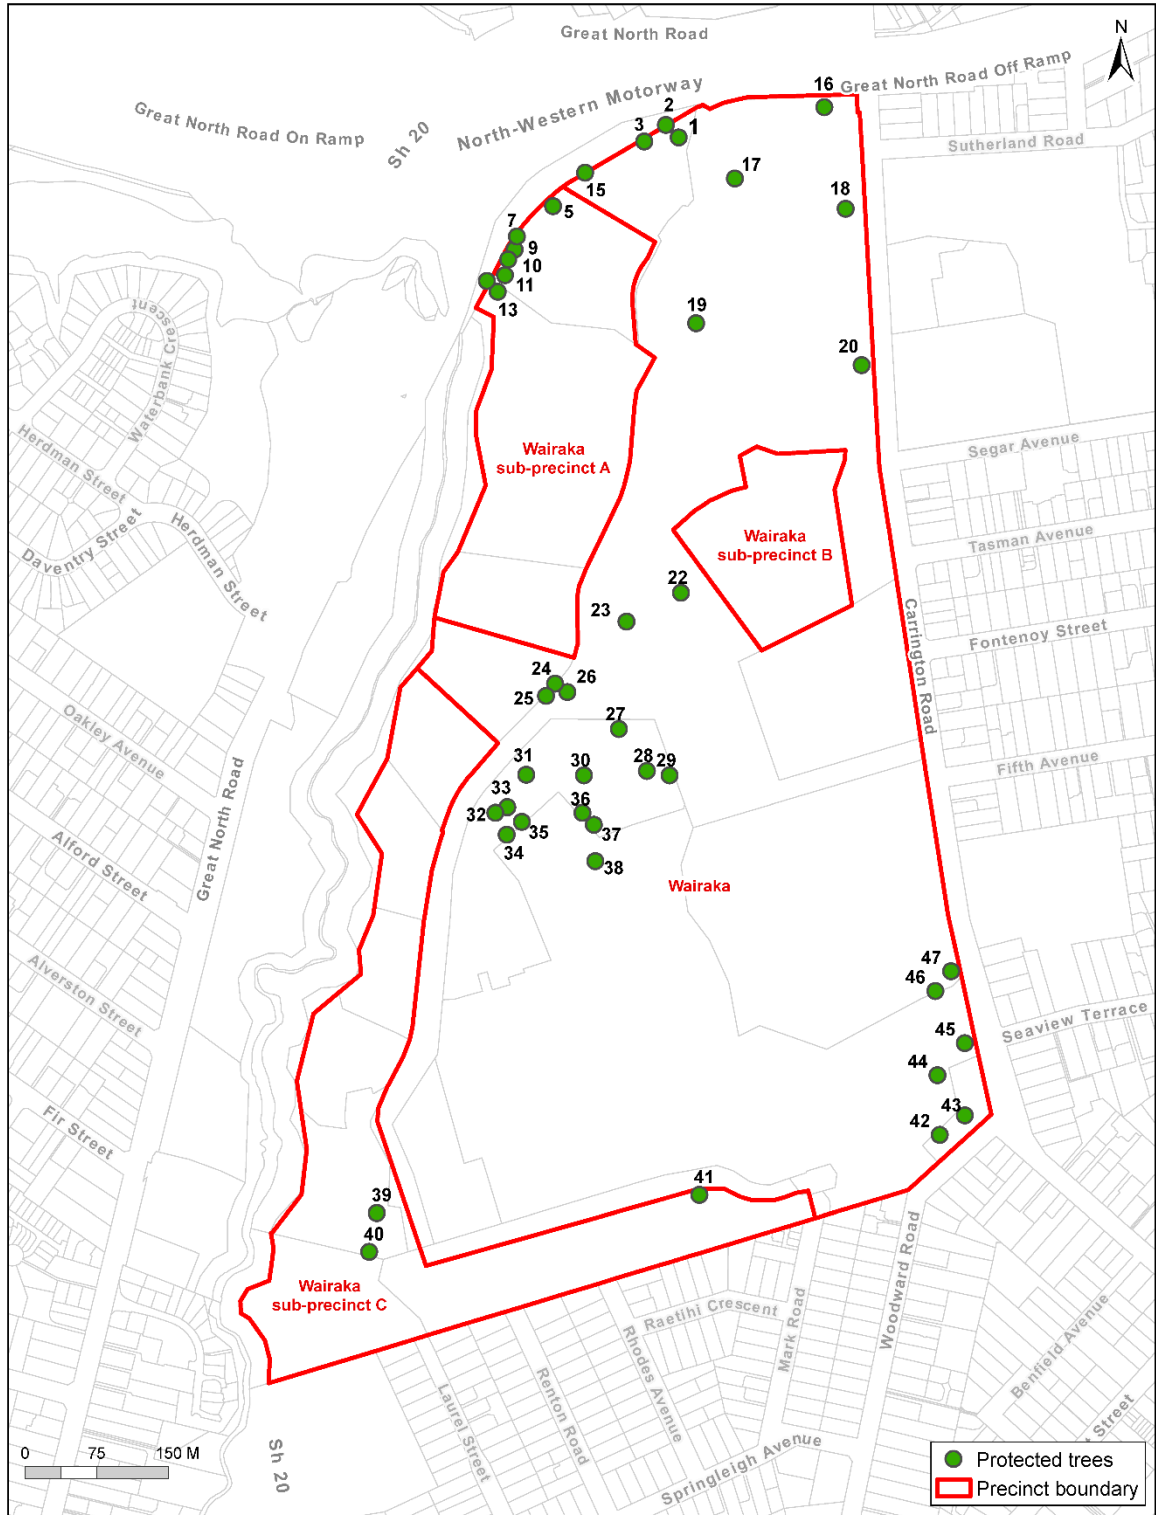 Great North Road
N
Great North Road Off Ramp
North-Western Motorway
Great North Road On Ramp
Sh 20
Sutherland Road
16
2
3
1
17
15
18
5
7
9
10
11
13
19
20
Waterbank Crescent
Herdman Street
Daventry Street
Herdman Street
Segar Avenue
Wairaka
sub-precinct A
Tasman Avenue
Wairaka
sub-precinct B
22
23
Carrington Road
Fontenoy Street
24
25
26
Oakley Avenue
27
Fifth Avenue
28
29
30
31
Great North Road
33
32
34
35
36
37
38
Alford Street
Wairaka
Alverston Street
47
46
Seaview Terrace
45
44
43
42
Fir Street
41
39
40
Wairaka
sub-precinct C
Woodward Road
Raetihi Crescent
Mark Road
Rhodes Avenue
Benfield Avenue
Renton Road
Laurel Street
Springleigh Avenue
Street
Sh 20
0 75 150 M
Protected trees
Precinct boundary